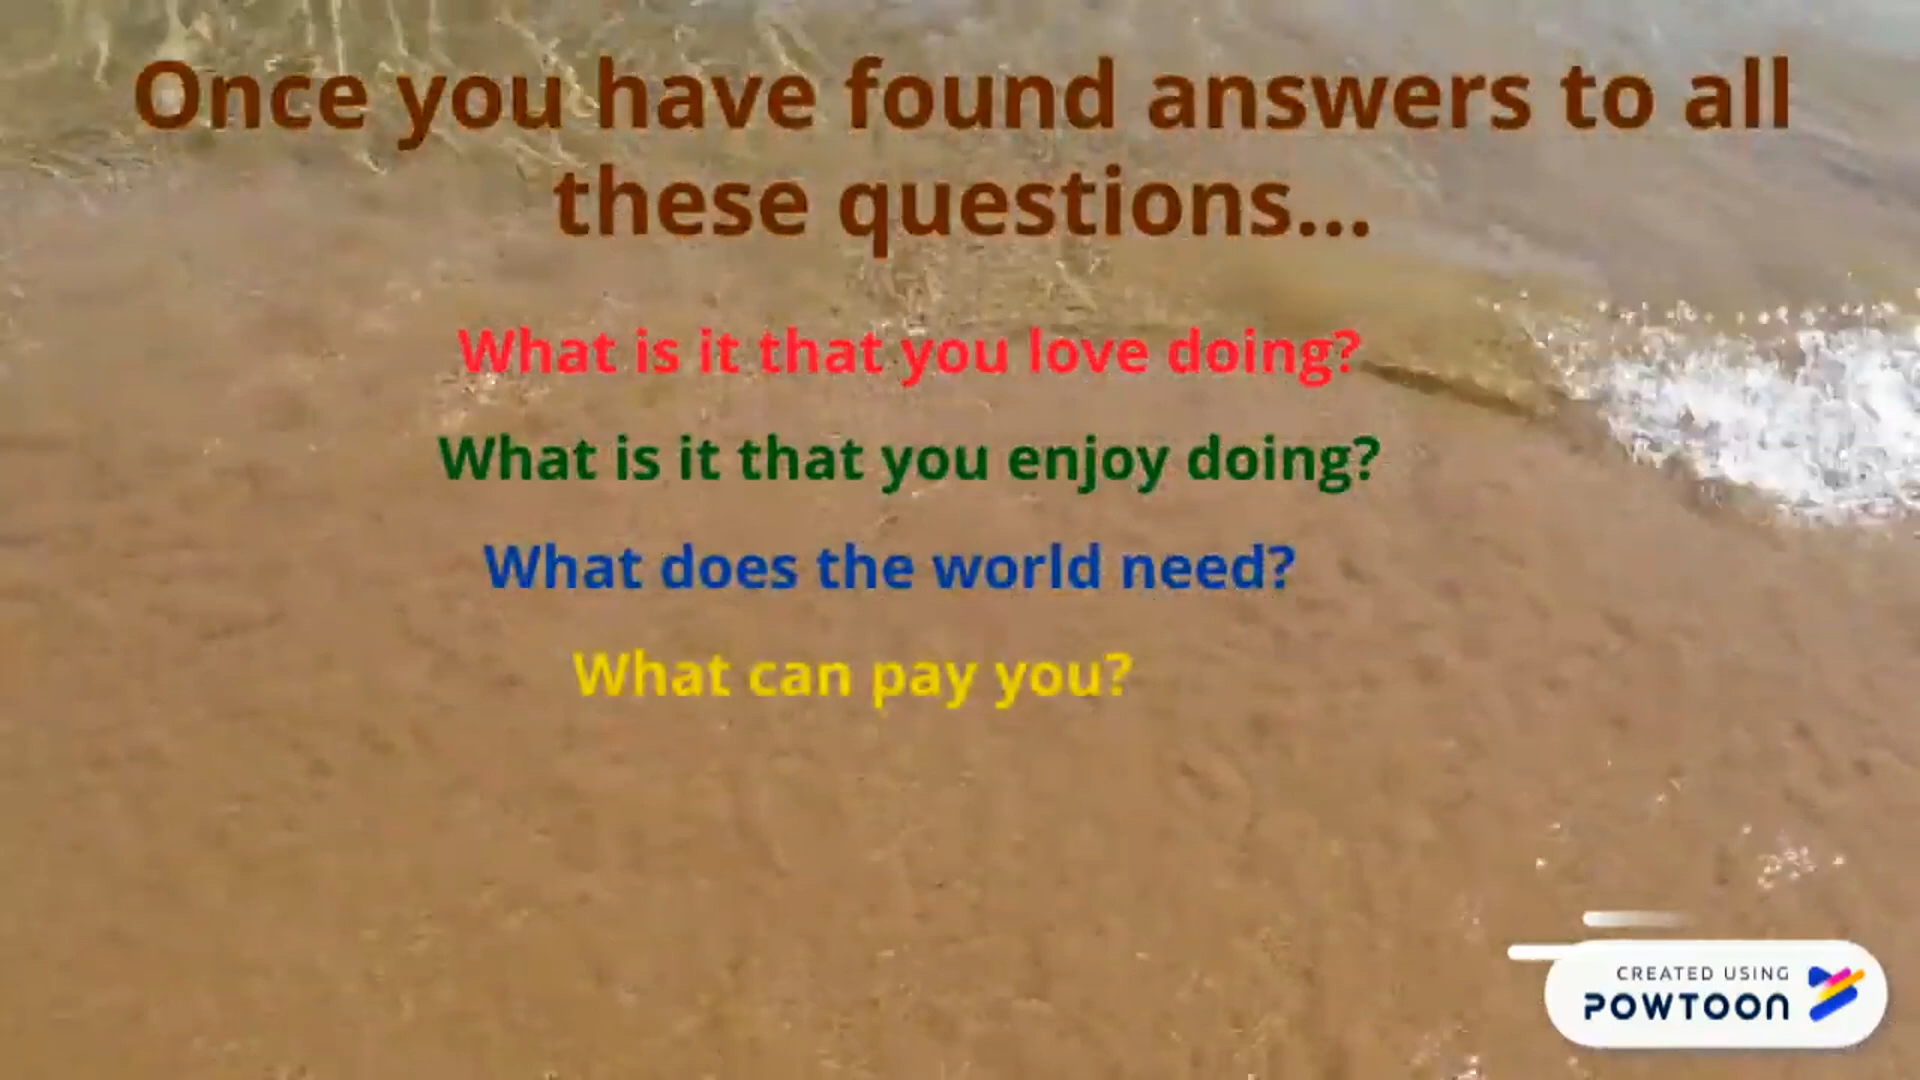 Once you have found answers to all
these questions...
What is it that you love doing?
What is it that you enjoy doing?
What does the world need?
What can pay you?
CREATED USING
POWTOON